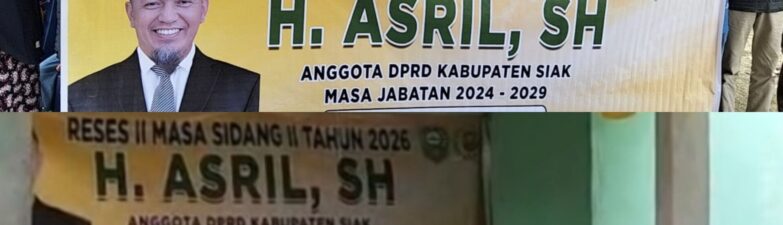 H. ASRIL, SH
ANGGOTA DPRD KABUPATEN SIAK
MASA JABATAN 2024 - 2029
RESES II MASA SIDANG II TAHUN 2026
H. ASRIL, SH
ANGGOTA DPRD KABUPATEN SIAK